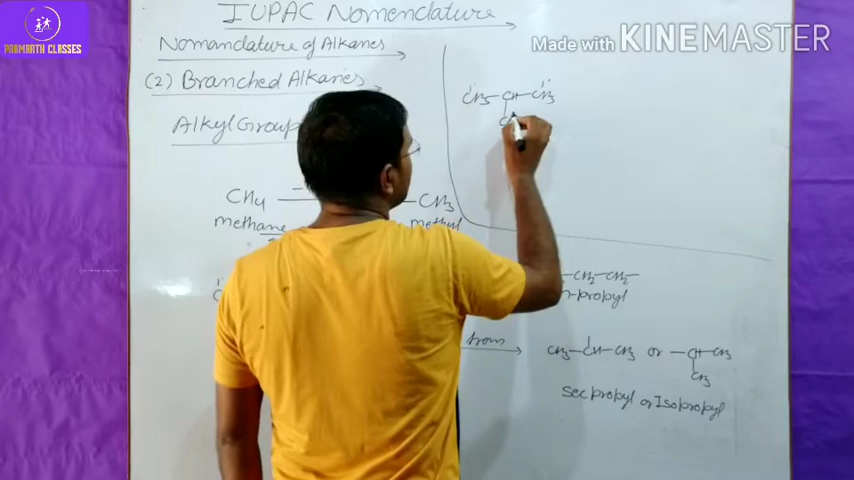 IUPAC Nomenclature
PARMARTH CLASSES
Made with KINEMASTER
Nomanclature of Alkanes
(2) Branched Alkanes
Alkyl Group
CH3-CH-CH3
CH4
CH3
methane
methyl
-CH2-CH2-
n-propyl
CH3-CH-CH3 or -CH-CH3
CH3
Sec propyl or Isopropyl